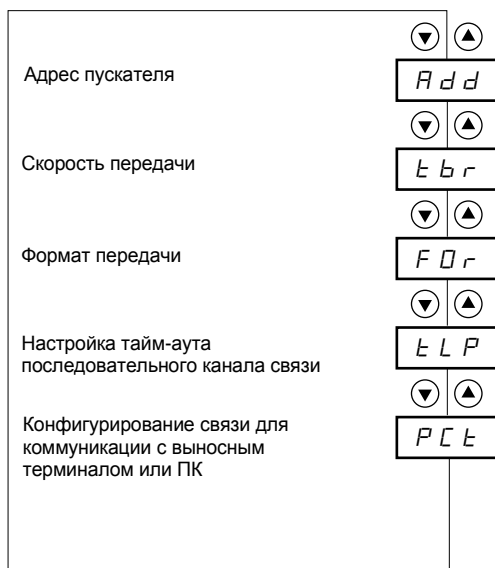 Адрес пускателя
Add
Скорость передачи
tbr
Формат передачи
FOr
Настройка тайм-аута
последовательного канала связи
tLP
Конфигурирование связи для
коммуникации с выносным
терминалом или ПК
PCt